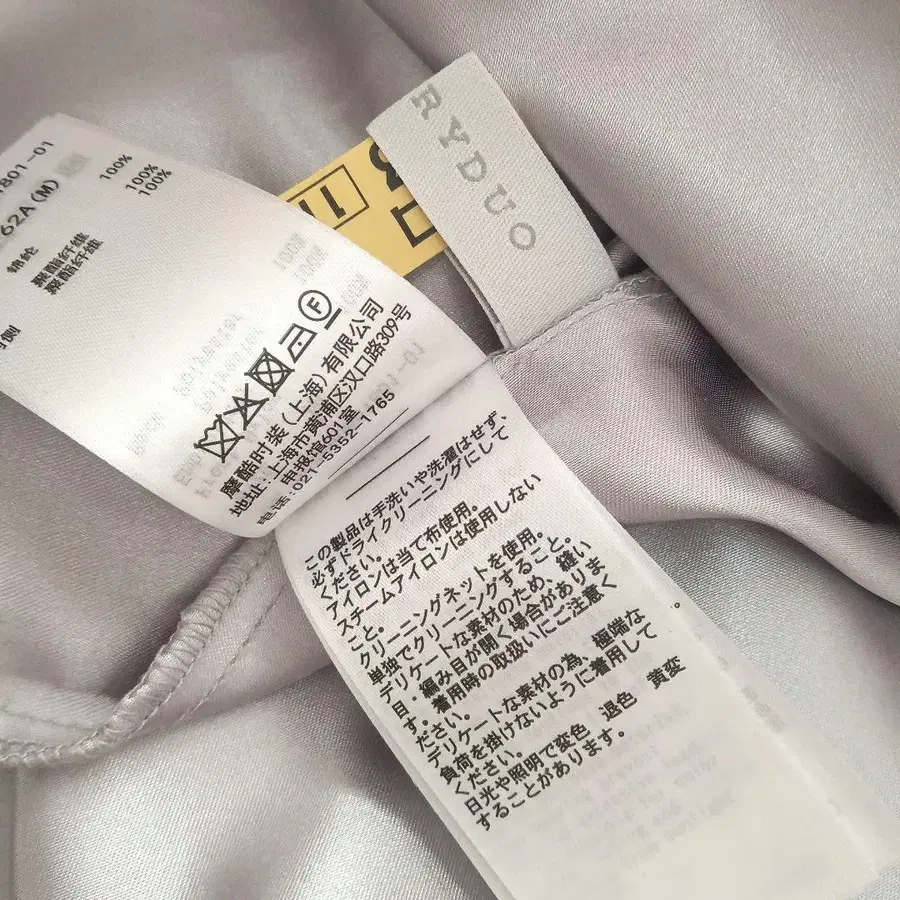 RYDUO
1801-01
62A(M)
100%
100%
100%
锦纶
聚酯纤维
聚酯纤维
侧
F
摩酷时装(上海)有限公司
地址:上海市黄浦区汉口路309号
申报馆601室
电话:021-5352-1765
この製品は手洗いや洗濯はせず、
必ずドライクリーニングにして
ください。
アイロンは当て布使用。
スチームアイロンは使用しない
こと。
クリーニングネットを使用。
単独でクリーニングすること。
デリケートな素材のため、縫い
目・編み目が開く場合がありま
す。着用時の取扱いにご注意く
ださい。
デリケートな素材の為、極端な
負荷を掛けないように着用して
ください。
日光や照明で変色 退色 黄変
することがあります。